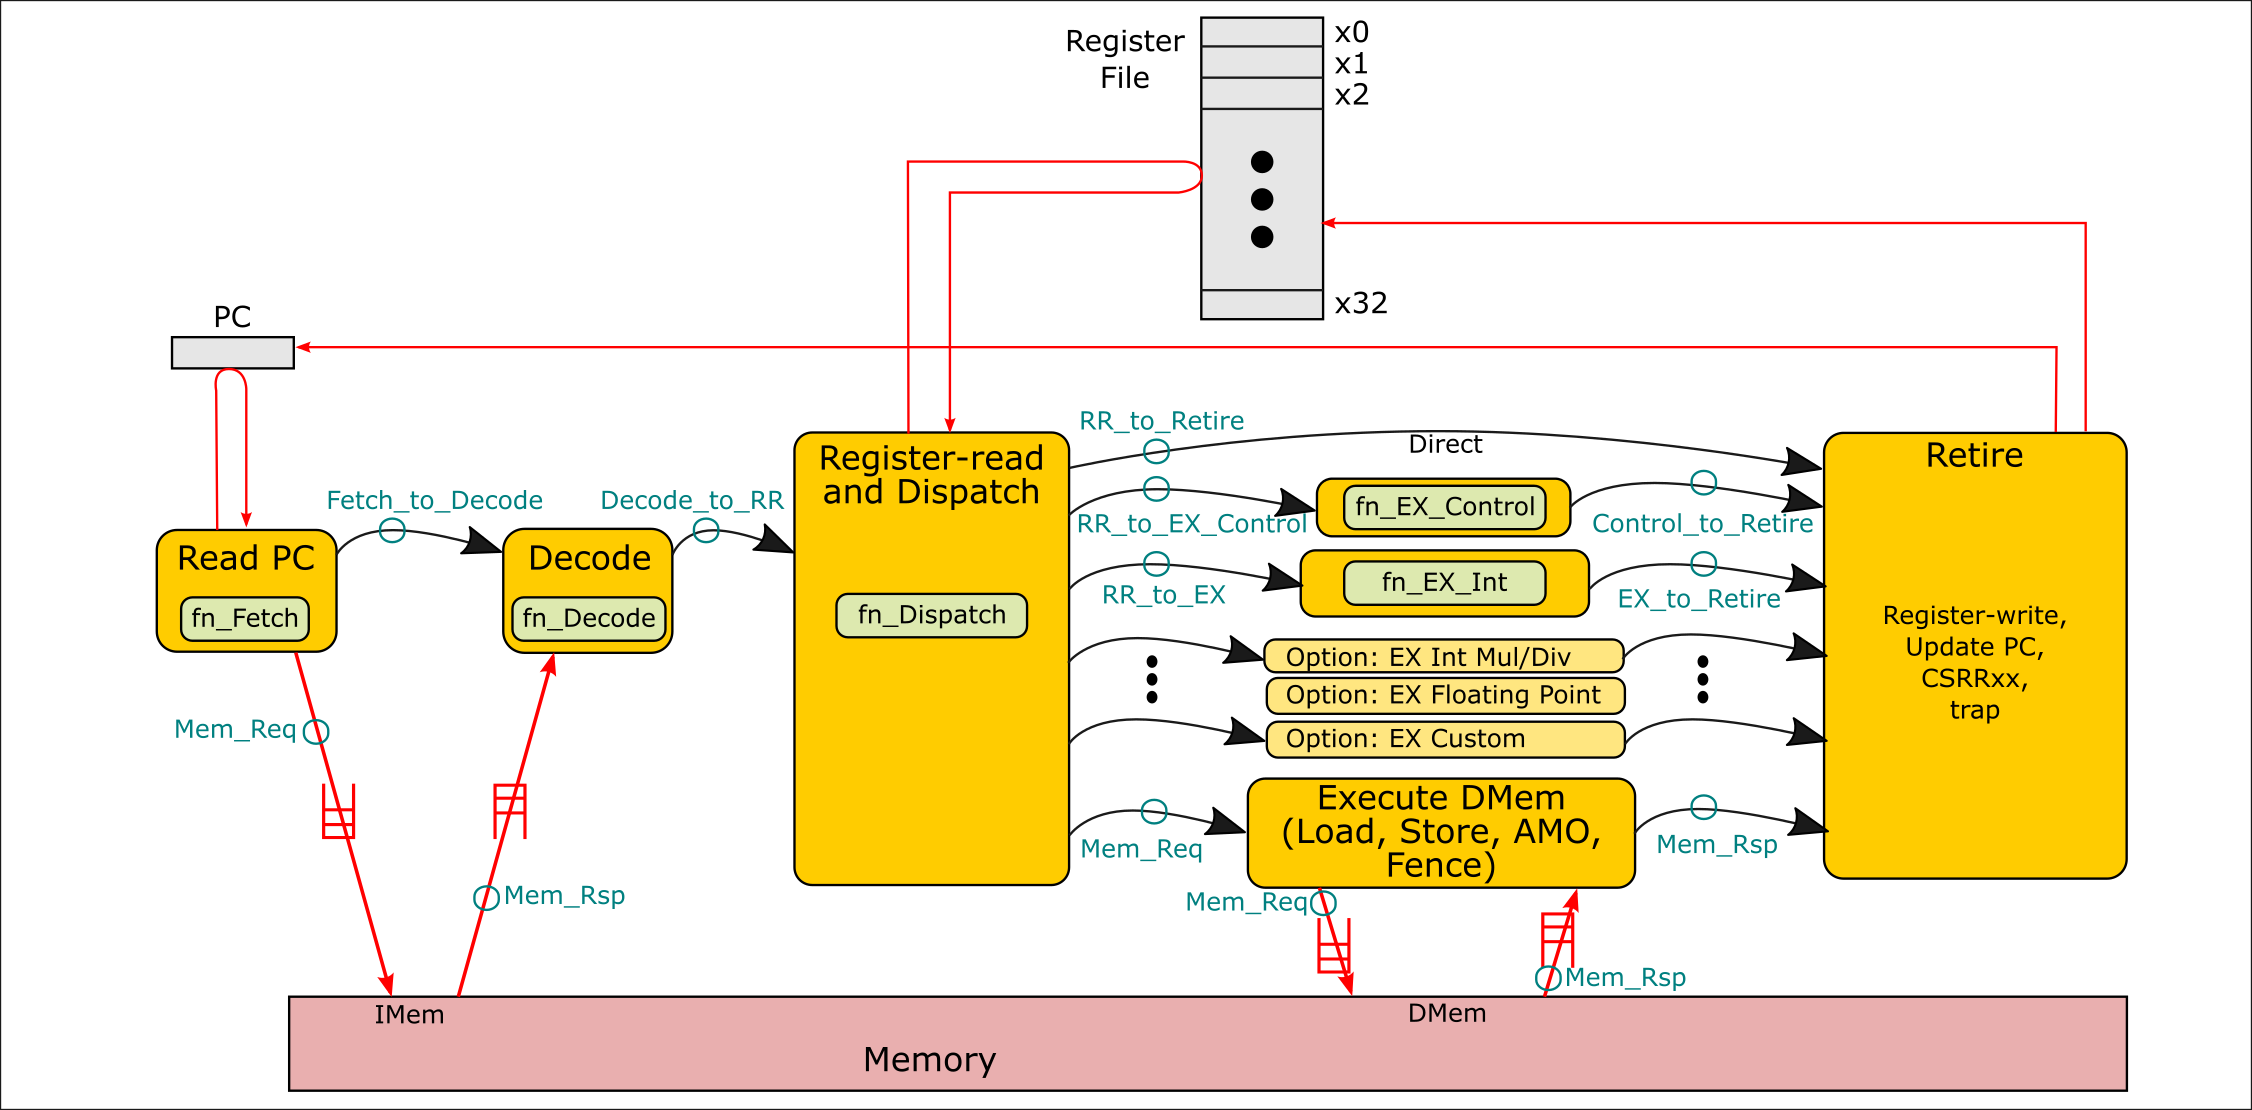 Register
File
x0
x1
x2
x32
PC
RR_to_Retire
Direct
Register-read
and Dispatch
Retire
Fetch_to_Decode
Decode_to_RR
fn_EX_Control
RR_to_EX_Control
Control_to_Retire
Read PC
Decode
fn_EX_Int
RR_to_EX
EX_to_Retire
fn_Fetch
fn_Decode
fn_Dispatch
Register-write,
Update PC,
CSRRxx,
trap
Option: EX Int Mul/Div
Option: EX Floating Point
Option: EX Custom
Mem_Req
Execute DMem
(Load, Store, AMO,
Fence)
Mem_Req
Mem_Rsp
Mem_Rsp
Mem_Req
Mem_Rsp
IMem
DMem
Memory